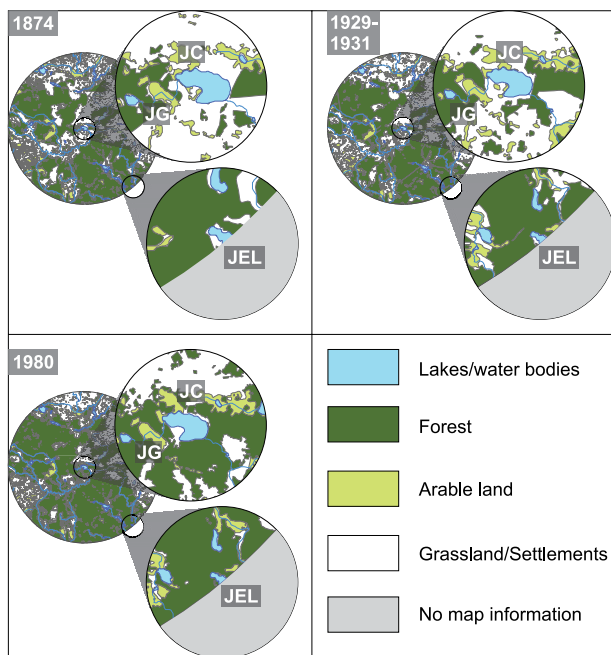 1874
JC
JG
JEL
1929-
1931
JC
JG
JEL
1980
JC
JG
JEL
Lakes/water bodies
Forest
Arable land
Grassland/Settlements
No map information